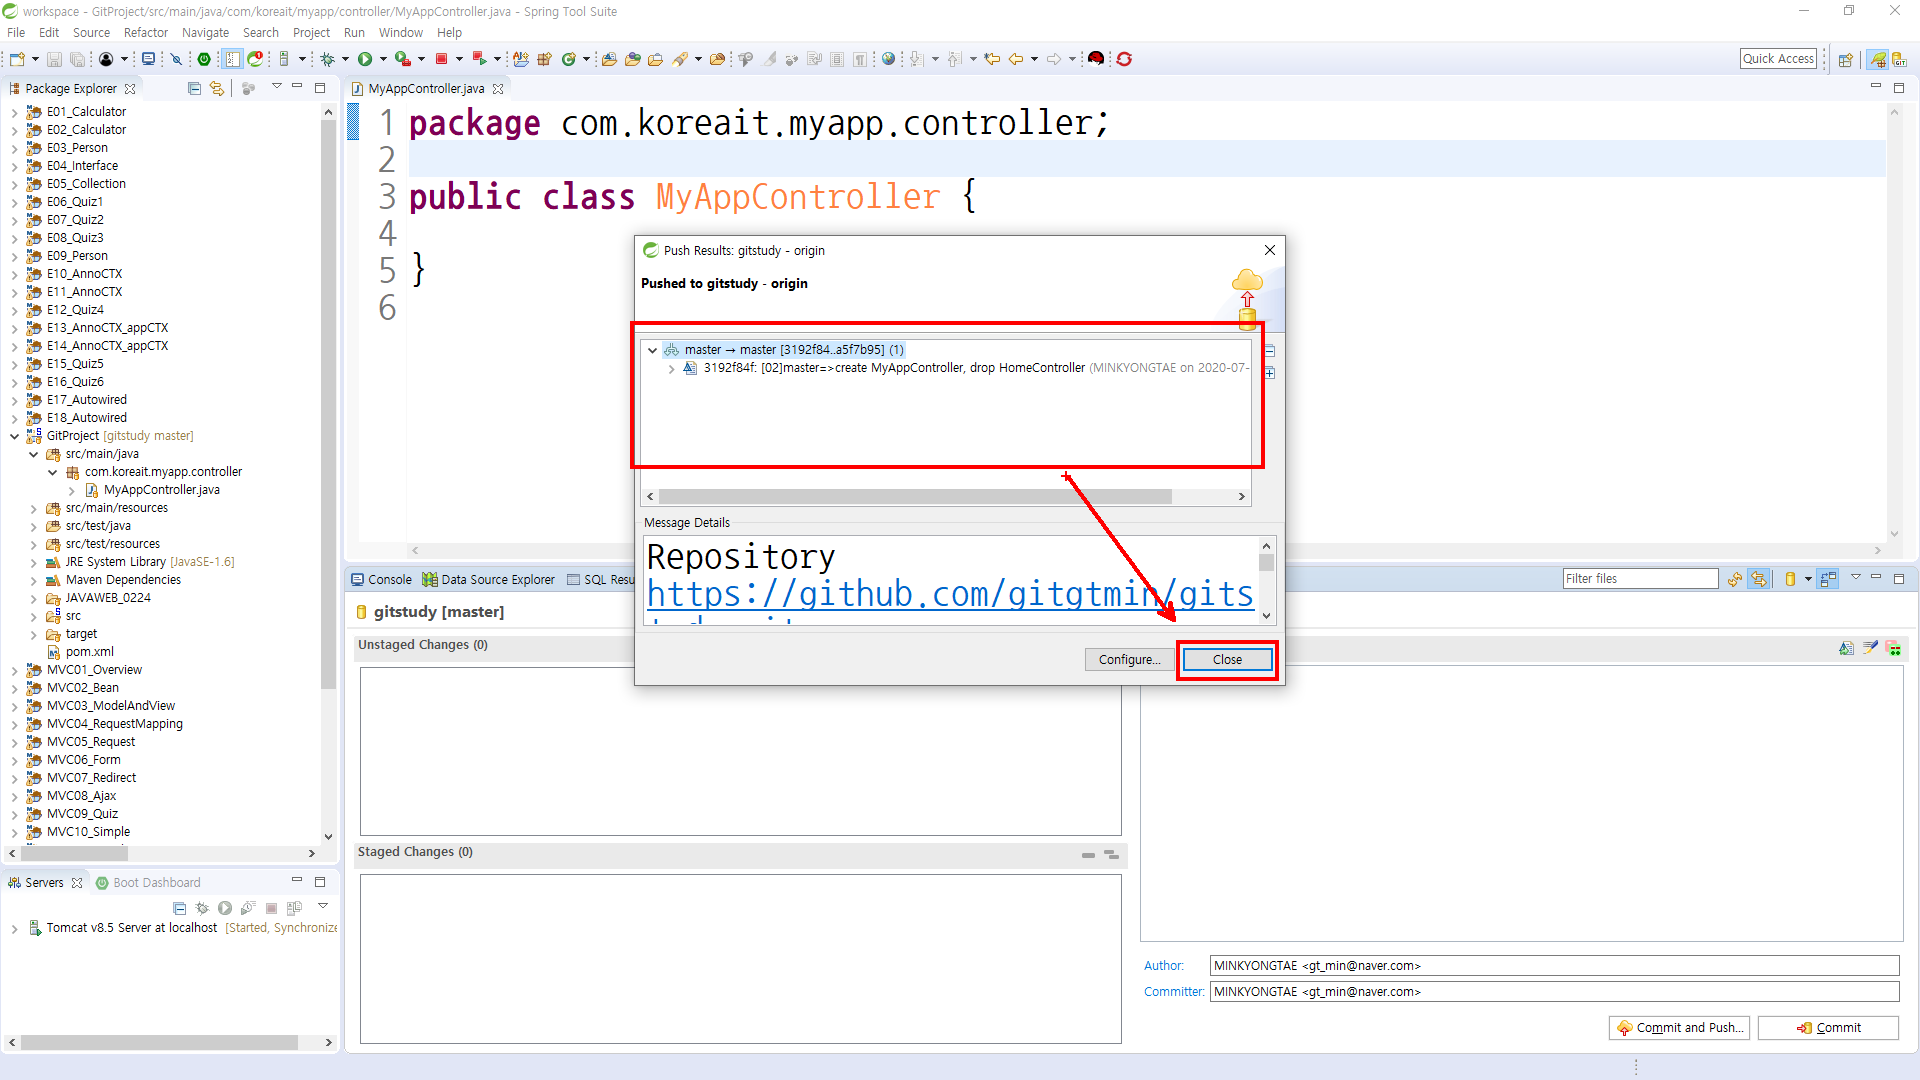 workspace - GitProject/src/main/java/com/koreait/myapp/controller/MyAppController.java - Spring Tool Suite
File Edit Source Refactor Navigate Search Project Run Window Help
Quick Access
Package Explorer
E01_Calculator
E02_Calculator
E03_Person
E04_Interface
E05_Collection
E06_Quiz1
E07_Quiz2
E08_Quiz3
E09_Person
E10_AnnoCTX
E11_AnnoCTX
E12_Quiz4
E13_AnnoCTX_appCTX
E14_AnnoCTX_appCTX
E15_Quiz5
E16_Quiz6
E17_Autowired
E18_Autowired
GitProject [gitstudy master]
src/main/java
com.koreait.myapp.controller
MyAppController.java
src/main/resources
src/test/java
src/test/resources
JRE System Library [JavaSE-1.6]
Maven Dependencies
JAVAWEB_0224
src
target
pom.xml
MVC01_Overview
MVC02_Bean
MVC03_ModelAndView
MVC04_RequestMapping
MVC05_Request
MVC06_Form
MVC07_Redirect
MVC08_Ajax
MVC09_Quiz
MVC10_Simple
Servers Boot Dashboard
Tomcat v8.5 Server at localhost [Started, Synchronize
MyAppController.java
1 package com.koreait.myapp.controller;
2
3 public class MyAppController {
4
5 }
6
Push Results: gitstudy - origin
Pushed to gitstudy - origin
master → master [3192f84..a5f7b95] (1)
3192f84f: [02]master=>create MyAppController, drop HomeController (MINKYONGTAE on 2020-07-
Message Details
Repository
https://github.com/gitgtmin/gits
Configure... Close
Console Data Source Explorer SQL Resu
Filter files
gitstudy [master]
Unstaged Changes (0)
Staged Changes (0)
Author: MINKYONGTAE <gt_min@naver.com>
Committer: MINKYONGTAE <gt_min@naver.com>
Commit and Push... Commit